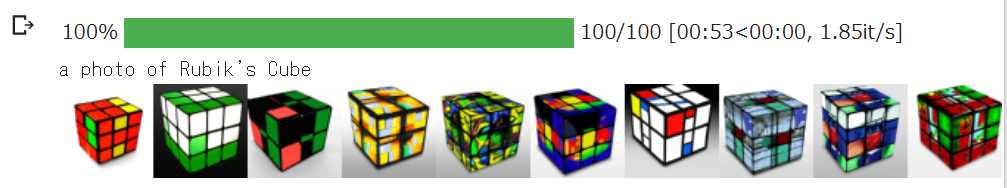 100% 100/100 [00:53<00:00, 1.85it/s]
a photo of Rubik's Cube